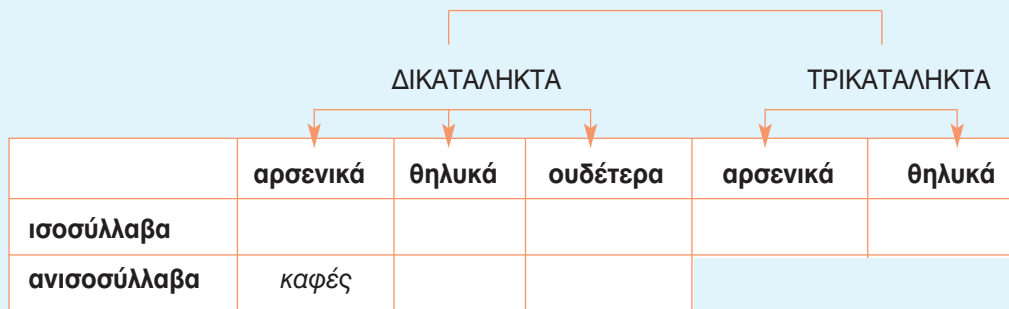 ΔΙΚΑΤΑΛΗΚΤΑ ΤΡΙΚΑΤΑΛΗΚΤΑ
αρσενικά θηλυκά ουδέτερα αρσενικά θηλυκά
ισοσύλλαβα
ανισοσύλλαβα καφές